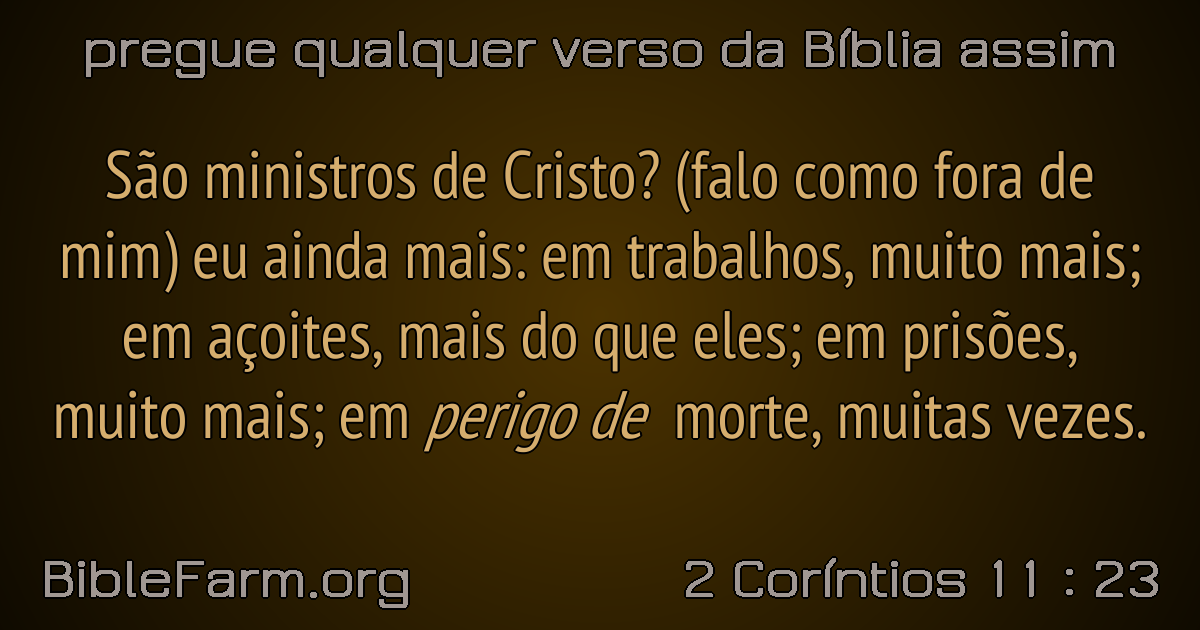 pregue qualquer verso da Bíblia assim
São ministros de Cristo? (falo como fora de
mim) eu ainda mais: em trabalhos, muito mais;
em açoites, mais do que eles; em prisões,
muito mais; em perigo de morte, muitas vezes.
BibleFarm.org
2 Coríntios 11 : 23